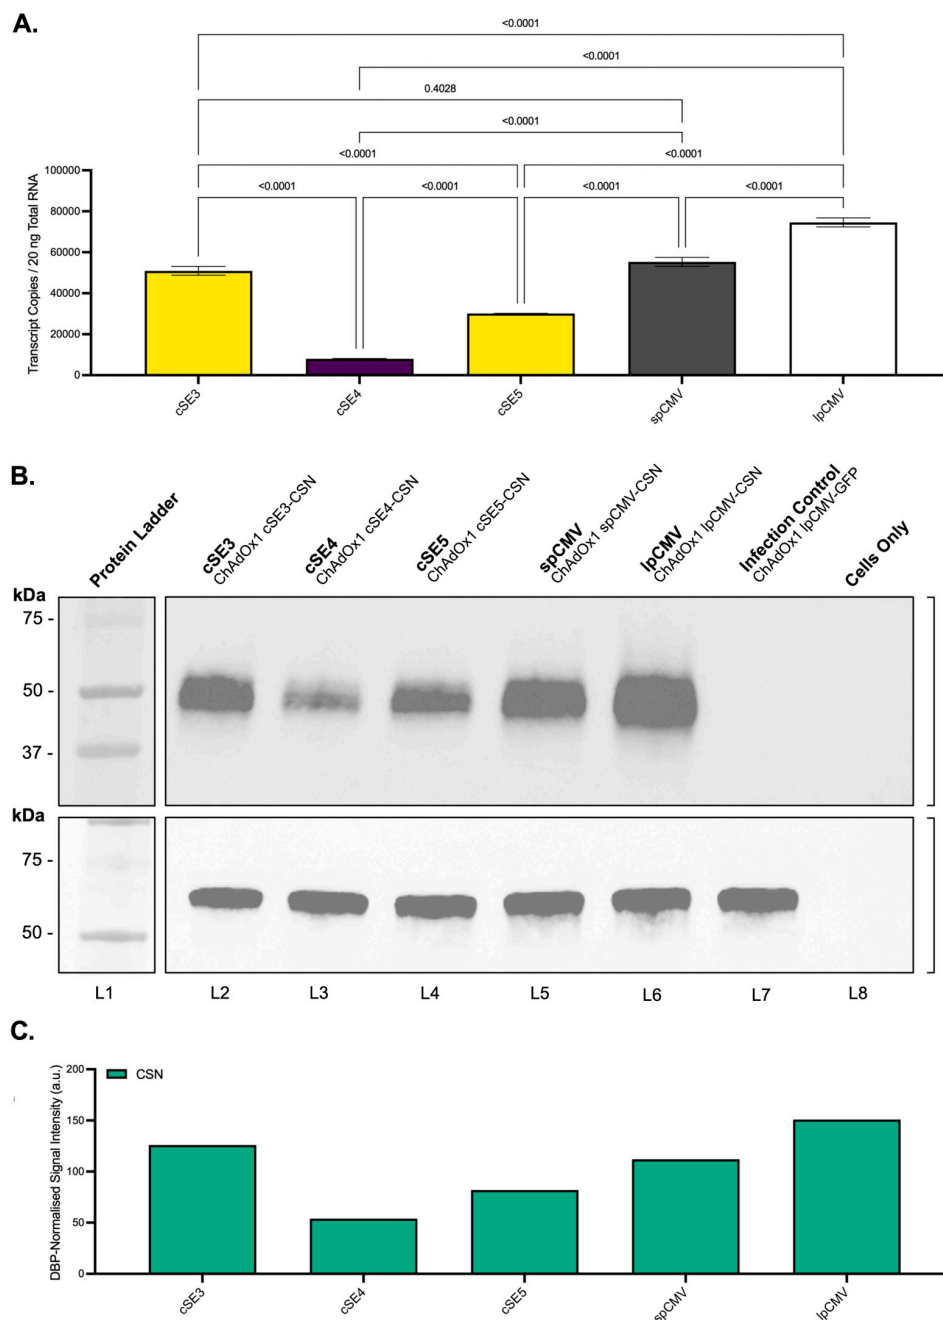 A.
<0.0001
<0.0001
0.4028
<0.0001
<0.0001 <0.0001
<0.0001 <0.0001 <0.0001 <0.0001
Transcript Copies / 20 ng Total RNA
100000
80000
60000
40000
20000
0
cSE3 cSE4 cSE5 spCMV lpCMV
B.
Protein Ladder
cSE3
ChAdOx1 cSE3-CSN
cSE4
ChAdOx1 cSE4-CSN
cSE5
ChAdOx1 cSE5-CSN
spCMV
ChAdOx1 spCMV-CSN
lpCMV
ChAdOx1 lpCMV-CSN
Infection Control
ChAdOx1 lpCMV-GFP
Cells Only
kDa
75 -
50 -
37 -
kDa
75 -
50 -
L1 L2 L3 L4 L5 L6 L7 L8
C.
DBP-Normalised Signal Intensity (a.u.)
200
150
100
50
0
CSN
cSE3 cSE4 cSE5 spCMV lpCMV